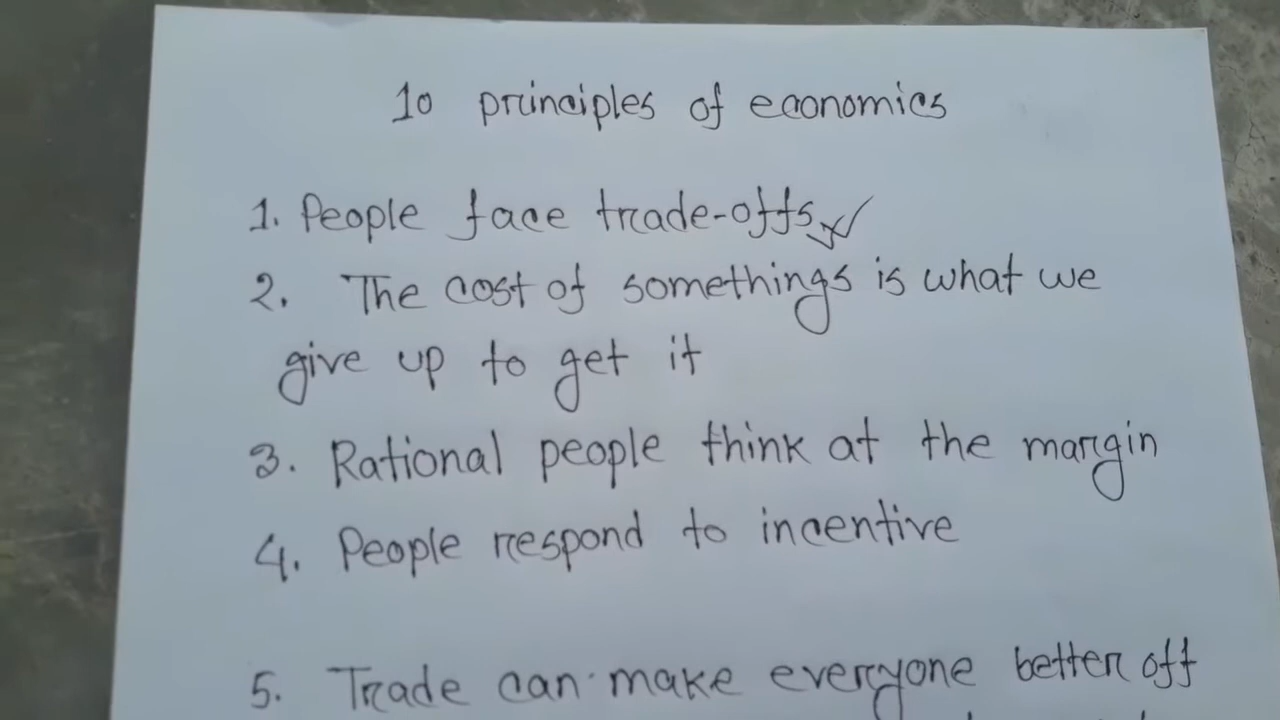 10 principles of economics
1. People face trade-offs
2. The cost of somethings is what we
give up to get it
3. Rational people think at the margin
4. People respond to incentive
5. Trade can make everyone better off